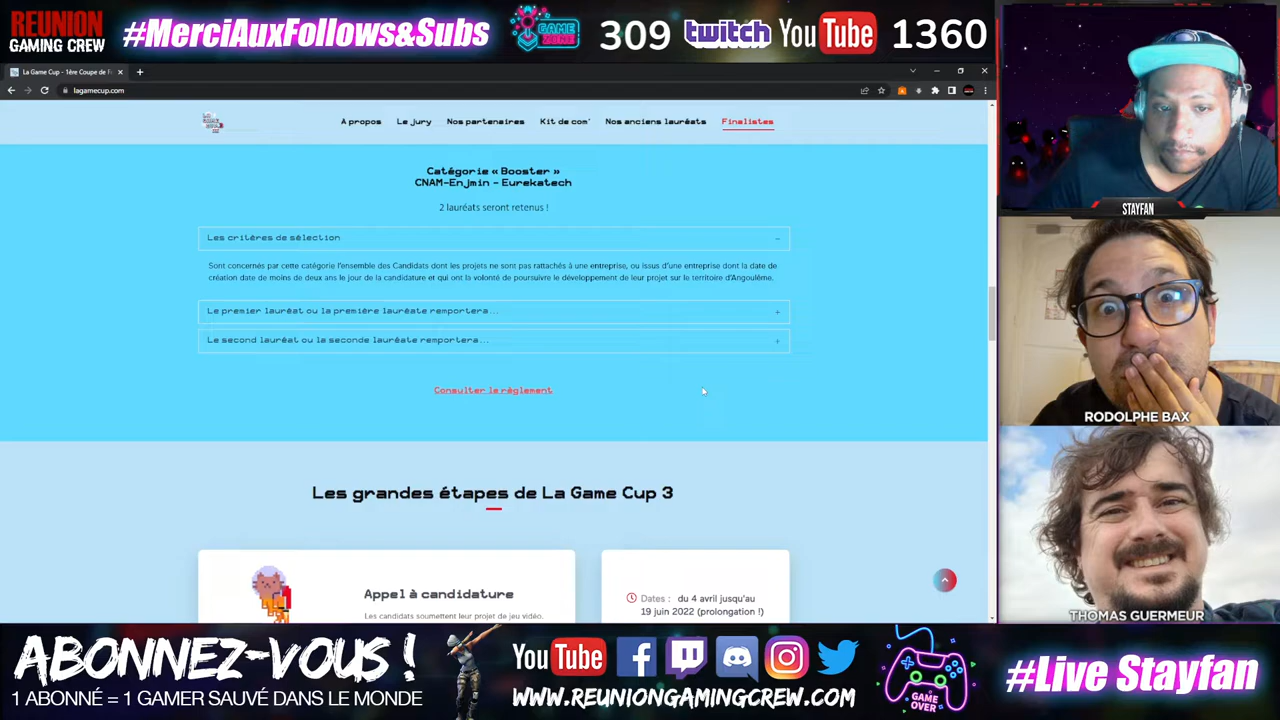 REUNION
GAMING CREW
#MerciAuxFollows&Subs
GAME
ZONE
309
twitch
YouTube
1360
La Game Cup - 1ère Coupe de F
lagamecup.com
A propos
Le jury
Nos partenaires
Kit de com'
Nos anciens lauréats
Finalistes
Catégorie « Booster »
CNAM-Enjmin - Eurekatech
2 lauréats seront retenus !
Les critères de sélection
Sont concernés par cette catégorie l'ensemble des Candidats dont les projets ne sont pas rattachés à une entreprise, ou issus d'une entreprise dont la date de
création date de moins de deux ans le jour de la candidature et qui ont la volonté de poursuivre le développement de leur projet sur le territoire d'Angoulême.
Le premier lauréat ou la première lauréate remportera...
Le second lauréat ou la seconde lauréate remportera...
Consulter le règlement
Les grandes étapes de La Game Cup 3
Appel à candidature
Les candidats soumettent leur projet de jeu vidéo,
Dates : du 4 avril jusqu'au
19 juin 2022 (prolongation !)
STAYFAN
RODOLPHE BAX
THOMAS GUERMEUR
ABONNEZ-VOUS !
1 ABONNÉ = 1 GAMER SAUVÉ DANS LE MONDE
YouTube
WWW.REUNIONGAMINGCREW.COM
GAME
OVER
#Live Stayfan